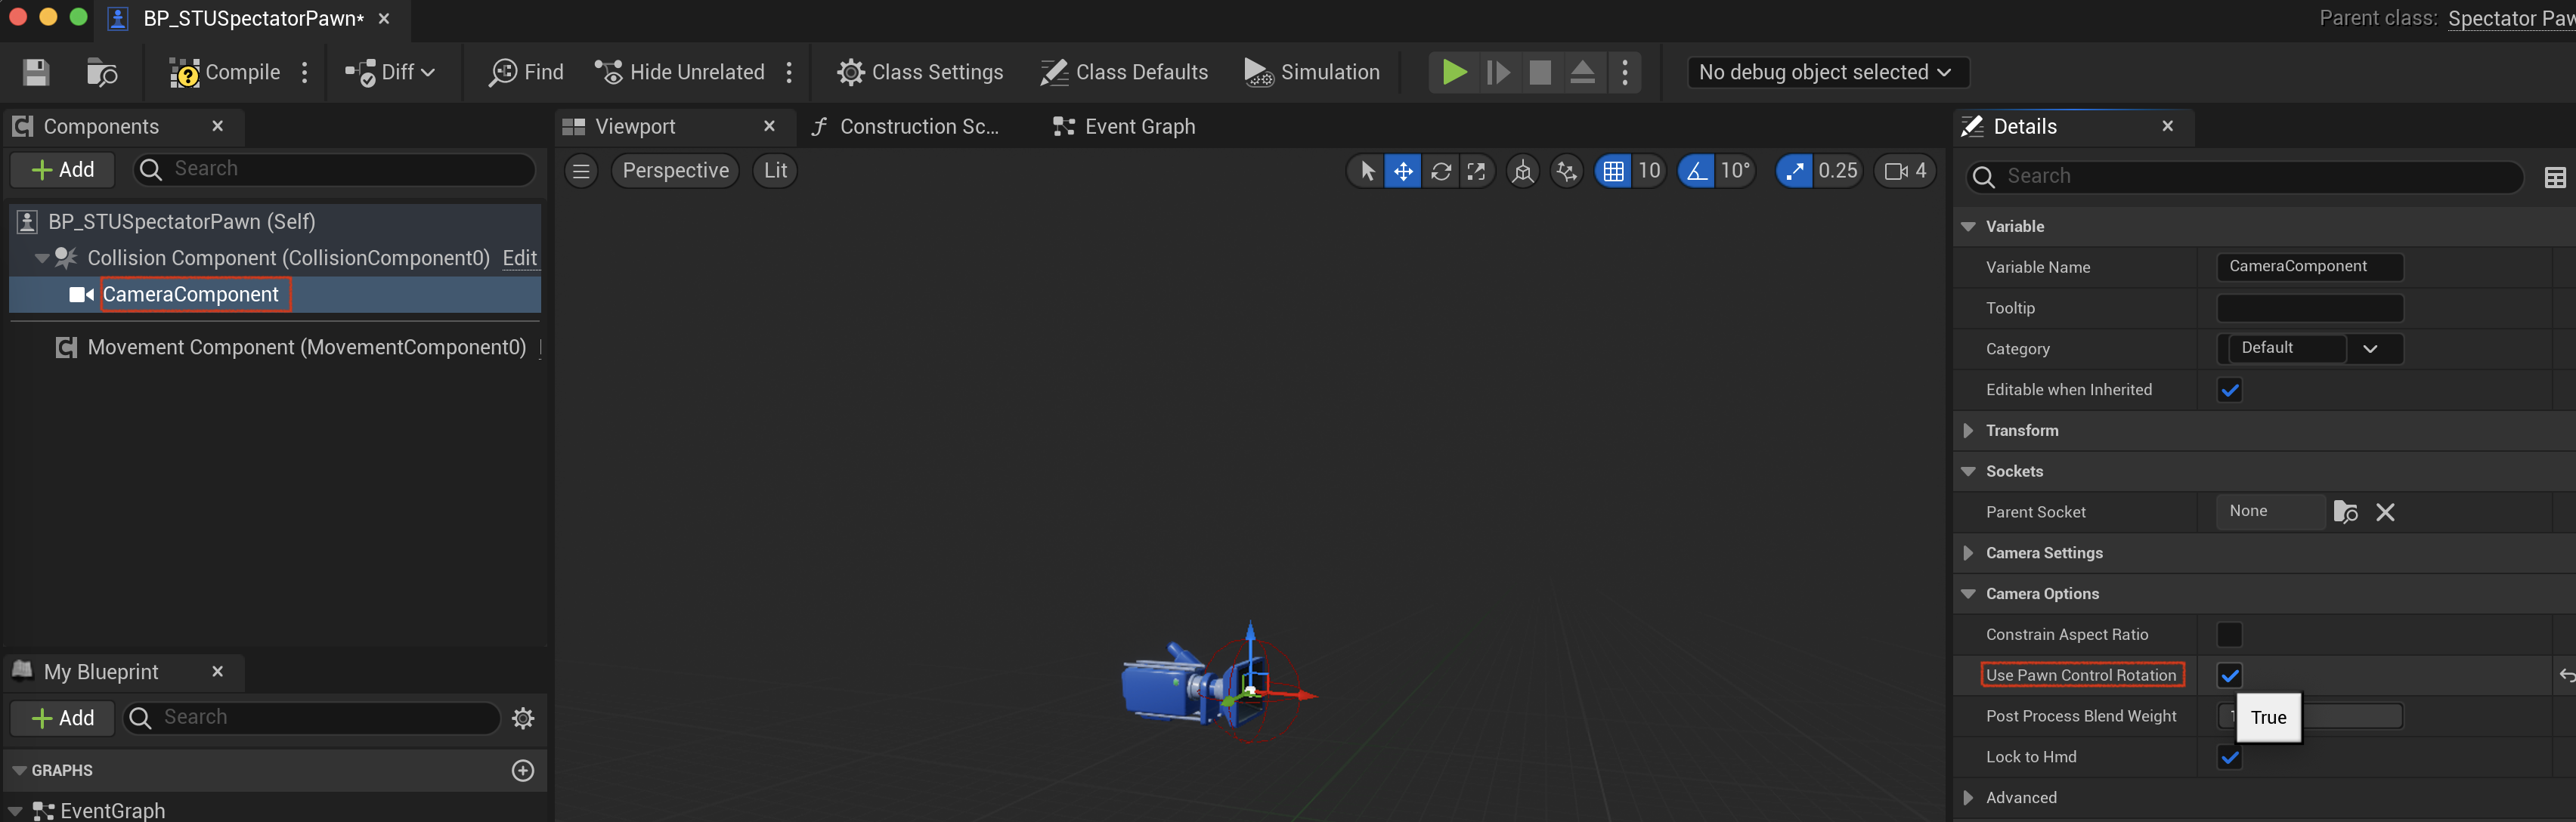 BP_STUSpectatorPawn*
Parent class: Spectator Paw
Compile
Diff
Find
Hide Unrelated
Class Settings
Class Defaults
Simulation
No debug object selected
Components
Add
Search
BP_STUSpectatorPawn (Self)
Collision Component (CollisionComponent0) Edit
CameraComponent
Movement Component (MovementComponent0)
My Blueprint
Add
Search
GRAPHS
EventGraph
Viewport
Construction Sc...
Event Graph
Perspective
Lit
10
10°
0.25
4
Details
Search
Variable
Variable Name CameraComponent
Tooltip
Category Default
Editable when Inherited
Transform
Sockets
Parent Socket None
Camera Settings
Camera Options
Constrain Aspect Ratio
Use Pawn Control Rotation
Post Process Blend Weight
True
Lock to Hmd
Advanced